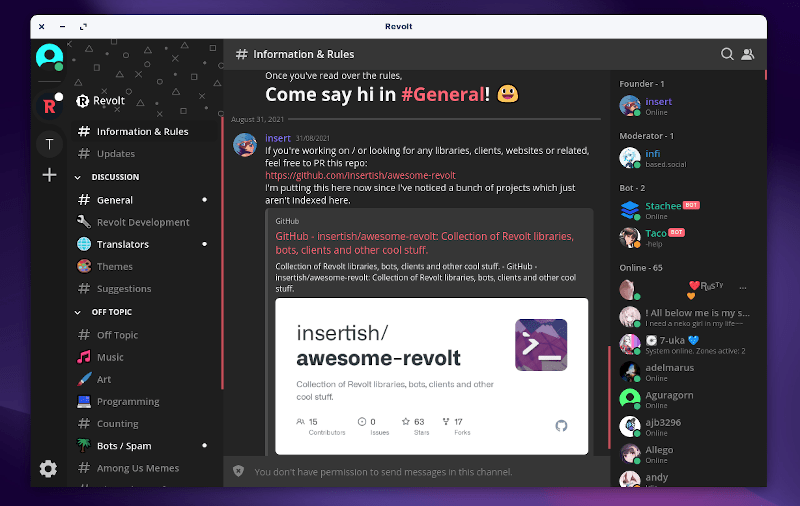 Revolt
Revolt
T
# Information & Rules
# Updates
DISCUSSION
# General
Revolt Development
Translators
Themes
# Suggestions
OFF TOPIC
# Off Topic
Music
Art
Programming
# Counting
Bots / Spam
# Among Us Memes
# Information & Rules
Once you've read over the rules,
Come say hi in #General! 😃
August 31, 2021
insert 31/08/2021
If you're working on / or looking for any libraries, clients, websites or related,
feel free to PR this repo:
https://github.com/insertish/awesome-revolt
I'm putting this here now since I've noticed a bunch of projects which just
aren't indexed here.
GitHub
GitHub - insertish/awesome-revolt: Collection of Revolt libraries,
bots, clients and other cool stuff.
Collection of Revolt libraries, bots, clients and other cool stuff. - GitHub -
insertish/awesome-revolt: Collection of Revolt libraries, bots, clients and other cool
stuff.
insertish/
awesome-revolt
Collection of Revolt libraries, bots, clients and other
cool stuff.
15
Contributors
0
Issues
63
Stars
17
Forks
You don't have permission to send messages in this channel.
Founder - 1
insert
Online
Moderator - 1
infi
based.social
Bot - 2
Stachee BOT
Online
Taco BOT
-help
Online - 65
! All below me is my s...
I need a neko girl in my life~~
7-uka 💙
System online. Zones active: 2
adelmarus
Online
Aguragorn
Online
ajb3296
Online
Allego
Online
andy